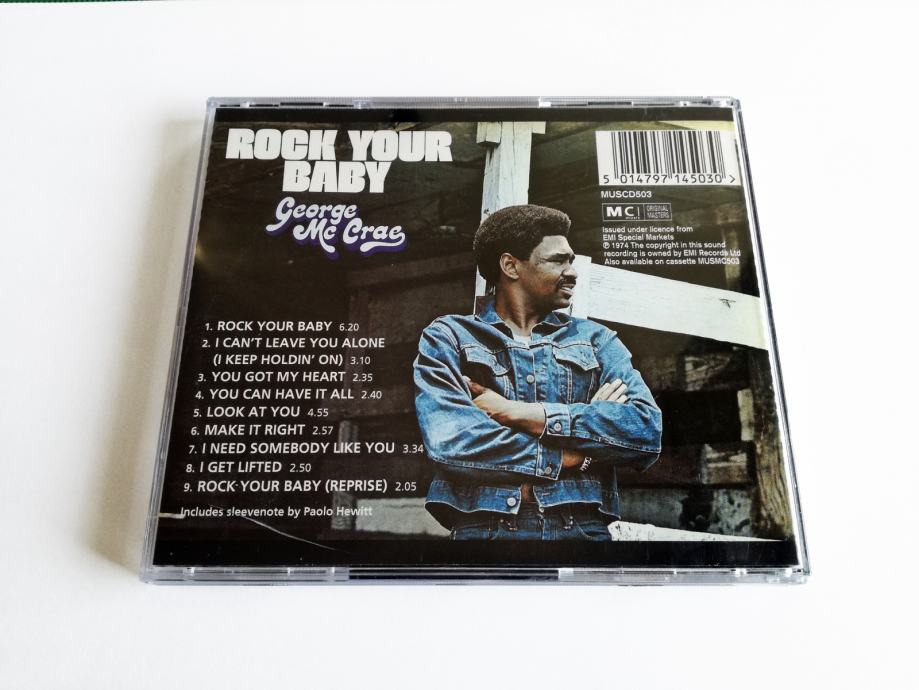 ROCK YOUR
BABY
George
Mc Crae
5 014797 145030 >
MUSCD503
MCI
music
ORIGINAL
MASTERS
Issued under licence from
EMI Special Markets
℗ 1974 The copyright in this sound
recording is owned by EMI Records Ltd
Also available on cassette MUSMC503
1. ROCK YOUR BABY 6.20
2. I CAN'T LEAVE YOU ALONE
(I KEEP HOLDIN' ON) 3.10
3. YOU GOT MY HEART 2.35
4. YOU CAN HAVE IT ALL 2.40
5. LOOK AT YOU 4.55
6. MAKE IT RIGHT 2.57
7. I NEED SOMEBODY LIKE YOU 3.34
8. I GET LIFTED 2.50
9. ROCK YOUR BABY (REPRISE) 2.05
Includes sleevenote by Paolo Hewitt